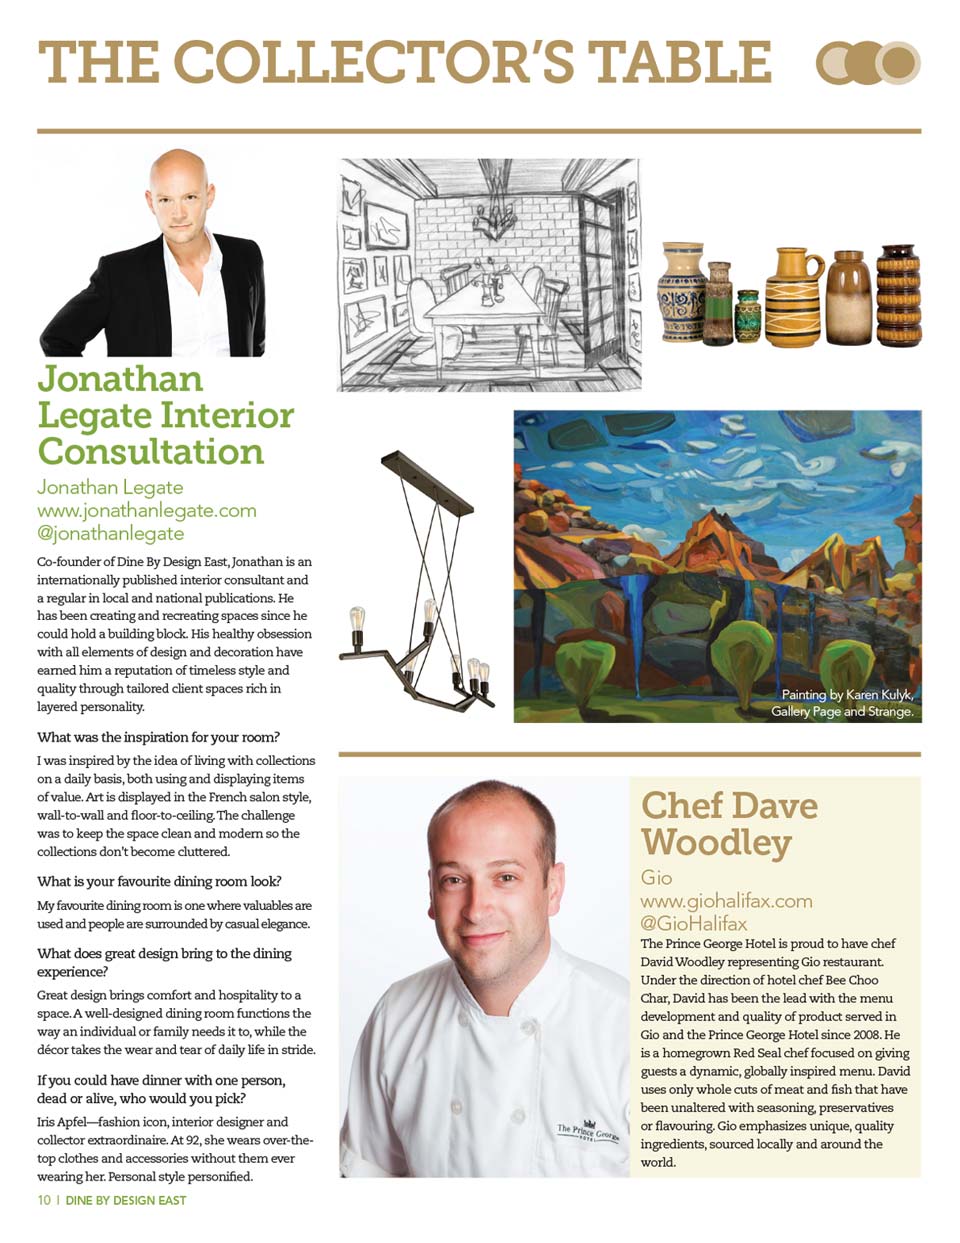 THE COLLECTOR'S TABLE
Jonathan
Legate Interior
Consultation
Jonathan Legate
www.jonathanlegate.com
@jonathanlegate
Co-founder of Dine By Design East, Jonathan is an
internationally published interior consultant and
a regular in local and national publications. He
has been creating and recreating spaces since he
could hold a building block. His healthy obsession
with all elements of design and decoration have
earned him a reputation of timeless style and
quality through tailored client spaces rich in
layered personality.
What was the inspiration for your room?
I was inspired by the idea of living with collections
on a daily basis, both using and displaying items
of value. Art is displayed in the French salon style,
wall-to-wall and floor-to-ceiling. The challenge
was to keep the space clean and modern so the
collections don't become cluttered.
What is your favourite dining room look?
My favourite dining room is one where valuables are
used and people are surrounded by casual elegance.
What does great design bring to the dining
experience?
Great design brings comfort and hospitality to a
space. A well-designed dining room functions the
way an individual or family needs it to, while the
décor takes the wear and tear of daily life in stride.
If you could have dinner with one person,
dead or alive, who would you pick?
Iris Apfel—fashion icon, interior designer and
collector extraordinaire. At 92, she wears over-the-
top clothes and accessories without them ever
wearing her. Personal style personified.
Painting by Karen Kulyk,
Gallery Page and Strange.
The Prince George
HOTEL
Chef Dave
Woodley
Gio
www.giohalifax.com
@GioHalifax
The Prince George Hotel is proud to have chef
David Woodley representing Gio restaurant.
Under the direction of hotel chef Bee Choo
Char, David has been the lead with the menu
development and quality of product served in
Gio and the Prince George Hotel since 2008. He
is a homegrown Red Seal chef focused on giving
guests a dynamic, globally inspired menu. David
uses only whole cuts of meat and fish that have
been unaltered with seasoning, preservatives
or flavouring. Gio emphasizes unique, quality
ingredients, sourced locally and around the
world.
10 | DINE BY DESIGN EAST